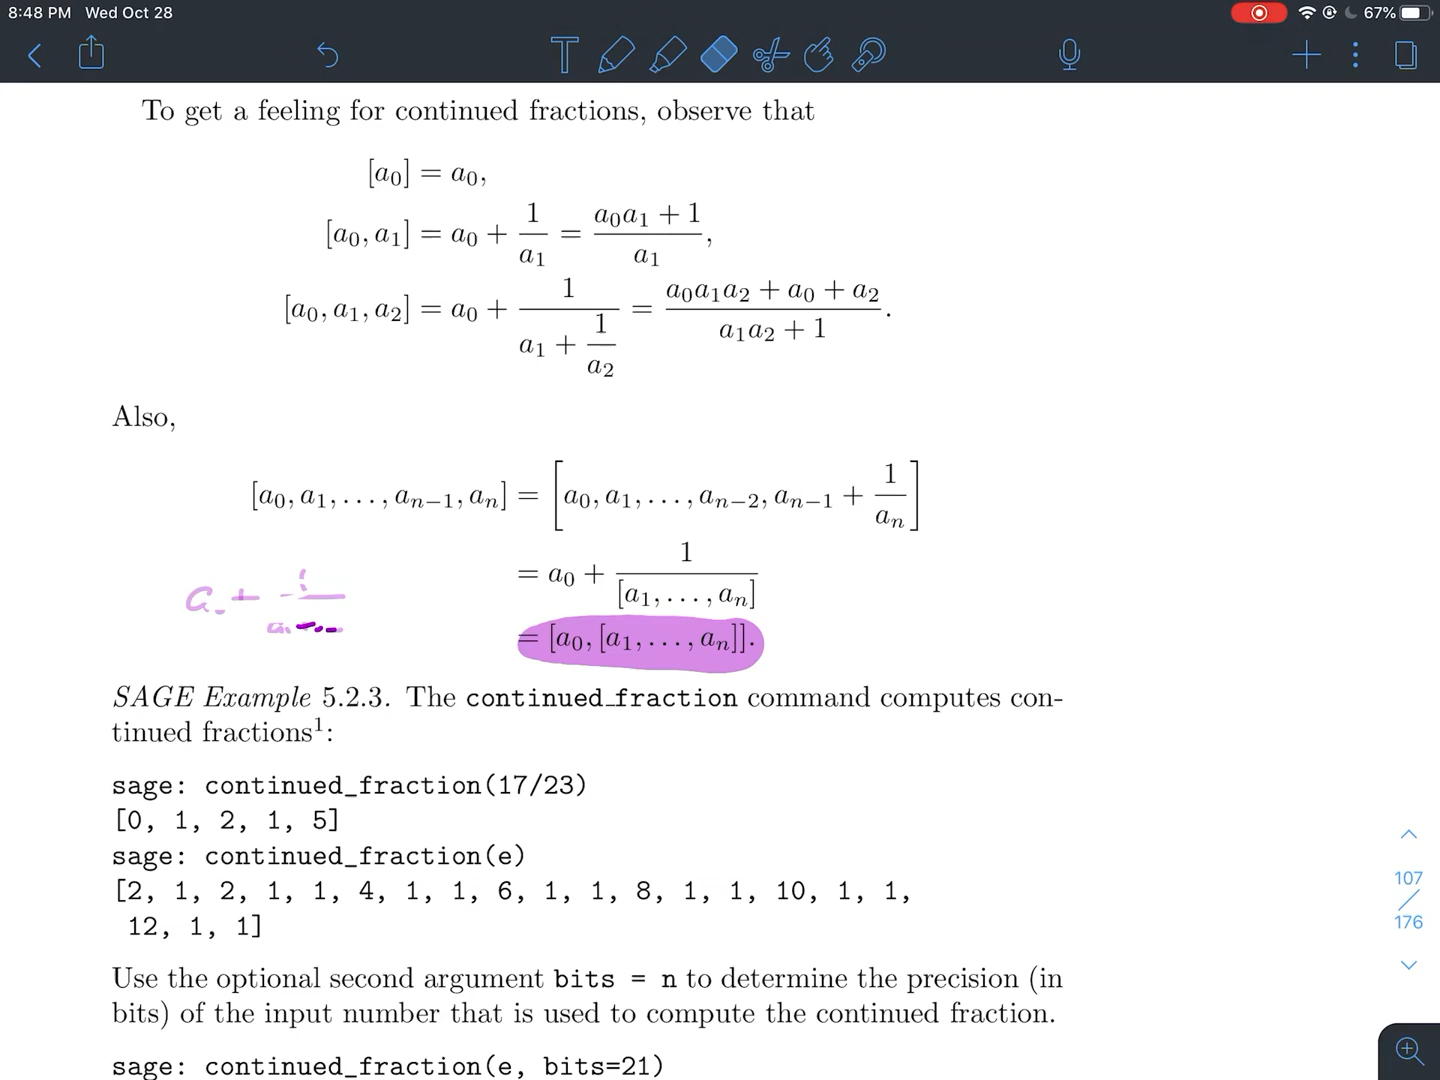 8:48 PM Wed Oct 28 67%
To get a feeling for continued fractions, observe that
[a₀] = a₀,
[a₀, a₁] = a₀ + 1/a₁ = (a₀a₁ + 1)/a₁,
[a₀, a₁, a₂] = a₀ + 1/(a₁ + 1/a₂) = (a₀a₁a₂ + a₀ + a₂)/(a₁a₂ + 1).
Also,
[a₀, a₁, . . . , aₙ₋₁, aₙ] = [a₀, a₁, . . . , aₙ₋₂, aₙ₋₁ + 1/aₙ]
= a₀ + 1/[a₁, . . . , aₙ]
= [a₀, [a₁, . . . , aₙ]].
SAGE Example 5.2.3. The continued_fraction command computes con-
tinued fractions¹:
sage: continued_fraction(17/23)
[0, 1, 2, 1, 5]
sage: continued_fraction(e)
[2, 1, 2, 1, 1, 4, 1, 1, 6, 1, 1, 8, 1, 1, 10, 1, 1,
12, 1, 1]
Use the optional second argument bits = n to determine the precision (in
bits) of the input number that is used to compute the continued fraction.
sage: continued_fraction(e, bits=21)
107
/
176